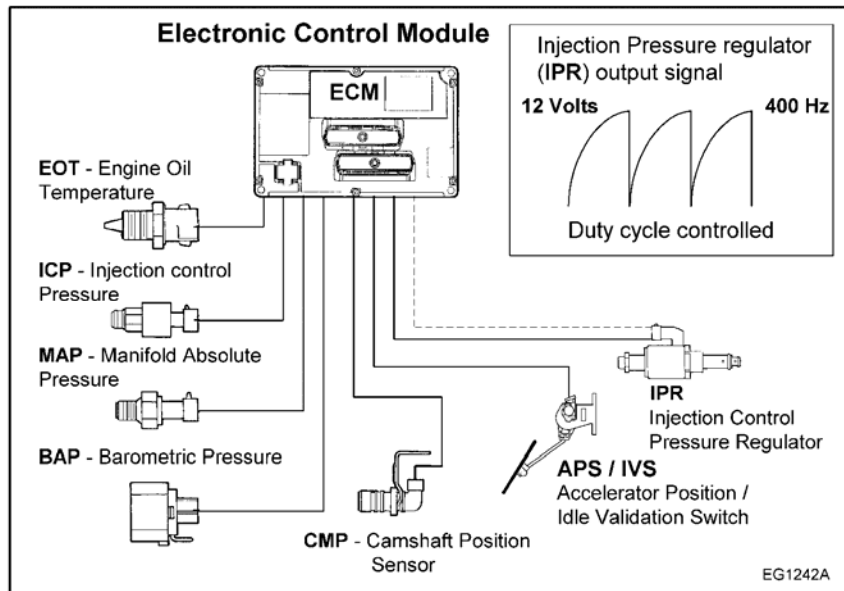 Electronic Control Module
ECM
Injection Pressure regulator
(IPR) output signal
12 Volts
400 Hz
Duty cycle controlled
EOT - Engine Oil
Temperature
ICP - Injection control
Pressure
MAP - Manifold Absolute
Pressure
BAP - Barometric Pressure
CMP - Camshaft Position
Sensor
APS / IVS
Accelerator Position /
Idle Validation Switch
IPR
Injection Control
Pressure Regulator
EG1242A